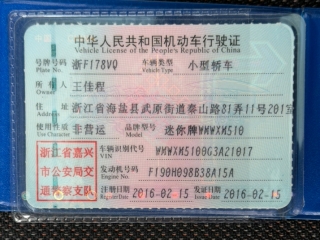 中华人民共和国机动车行驶证
Vehicle License of the People's Republic of China
号牌号码 浙F178VQ 车辆类型 小型轿车
Plate No. Vehicle Type
所有人 王佳程
Owner
住址 浙江省海盐县武原街道秦山路81弄11号201室
Address
使用性质 非营运 品牌型号 迷你牌WMWXM510
Use Character Model
浙江省嘉兴 车辆识别代号 WMWXM5100G3A21017
VIN
市公安局交 发动机号码 F190H098B38A15A
Engine No.
通警察支队 注册日期 2016-02-15 发证日期 2016-02-15
Register Date Issue Date